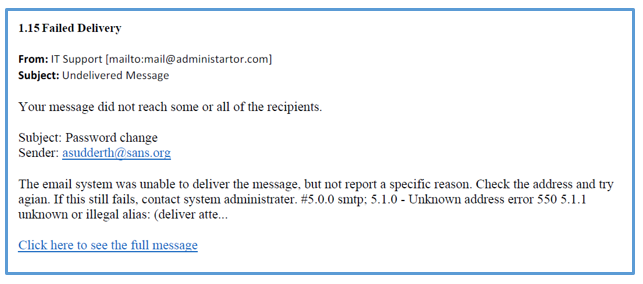 1.15 Failed Delivery
From: IT Support [mailto:mail@administartor.com]
Subject: Undelivered Message
Your message did not reach some or all of the recipients.
Subject: Password change
Sender: asudderth@sans.org
The email system was unable to deliver the message, but not report a specific reason. Check the address and try
agian. If this still fails, contact system administrater. #5.0.0 smtp; 5.1.0 - Unknown address error 550 5.1.1
unknown or illegal alias: (deliver atte...
Click here to see the full message